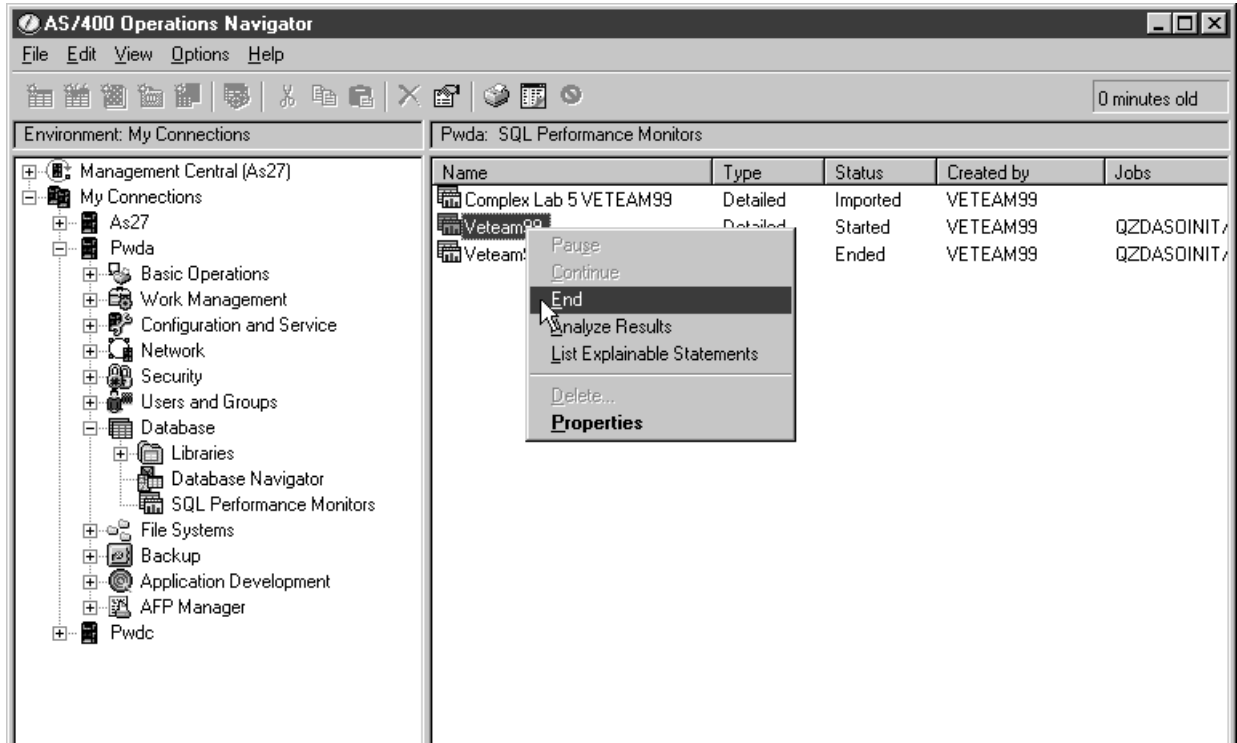 AS/400 Operations Navigator
File Edit View Options Help
0 minutes old
Environment: My Connections
Pwda: SQL Performance Monitors
Management Central (As27)
My Connections
As27
Pwda
Basic Operations
Work Management
Configuration and Service
Network
Security
Users and Groups
Database
Libraries
Database Navigator
SQL Performance Monitors
File Systems
Backup
Application Development
AFP Manager
Pwdc
Name Type Status Created by Jobs
Complex Lab 5 VETEAM99 Detailed Imported VETEAM99
Veteam99 Detailed Started VETEAM99 QZDASOINIT/
Veteam Ended VETEAM99 QZDASOINIT/
Pause
Continue
End
Analyze Results
List Explainable Statements
Delete...
Properties